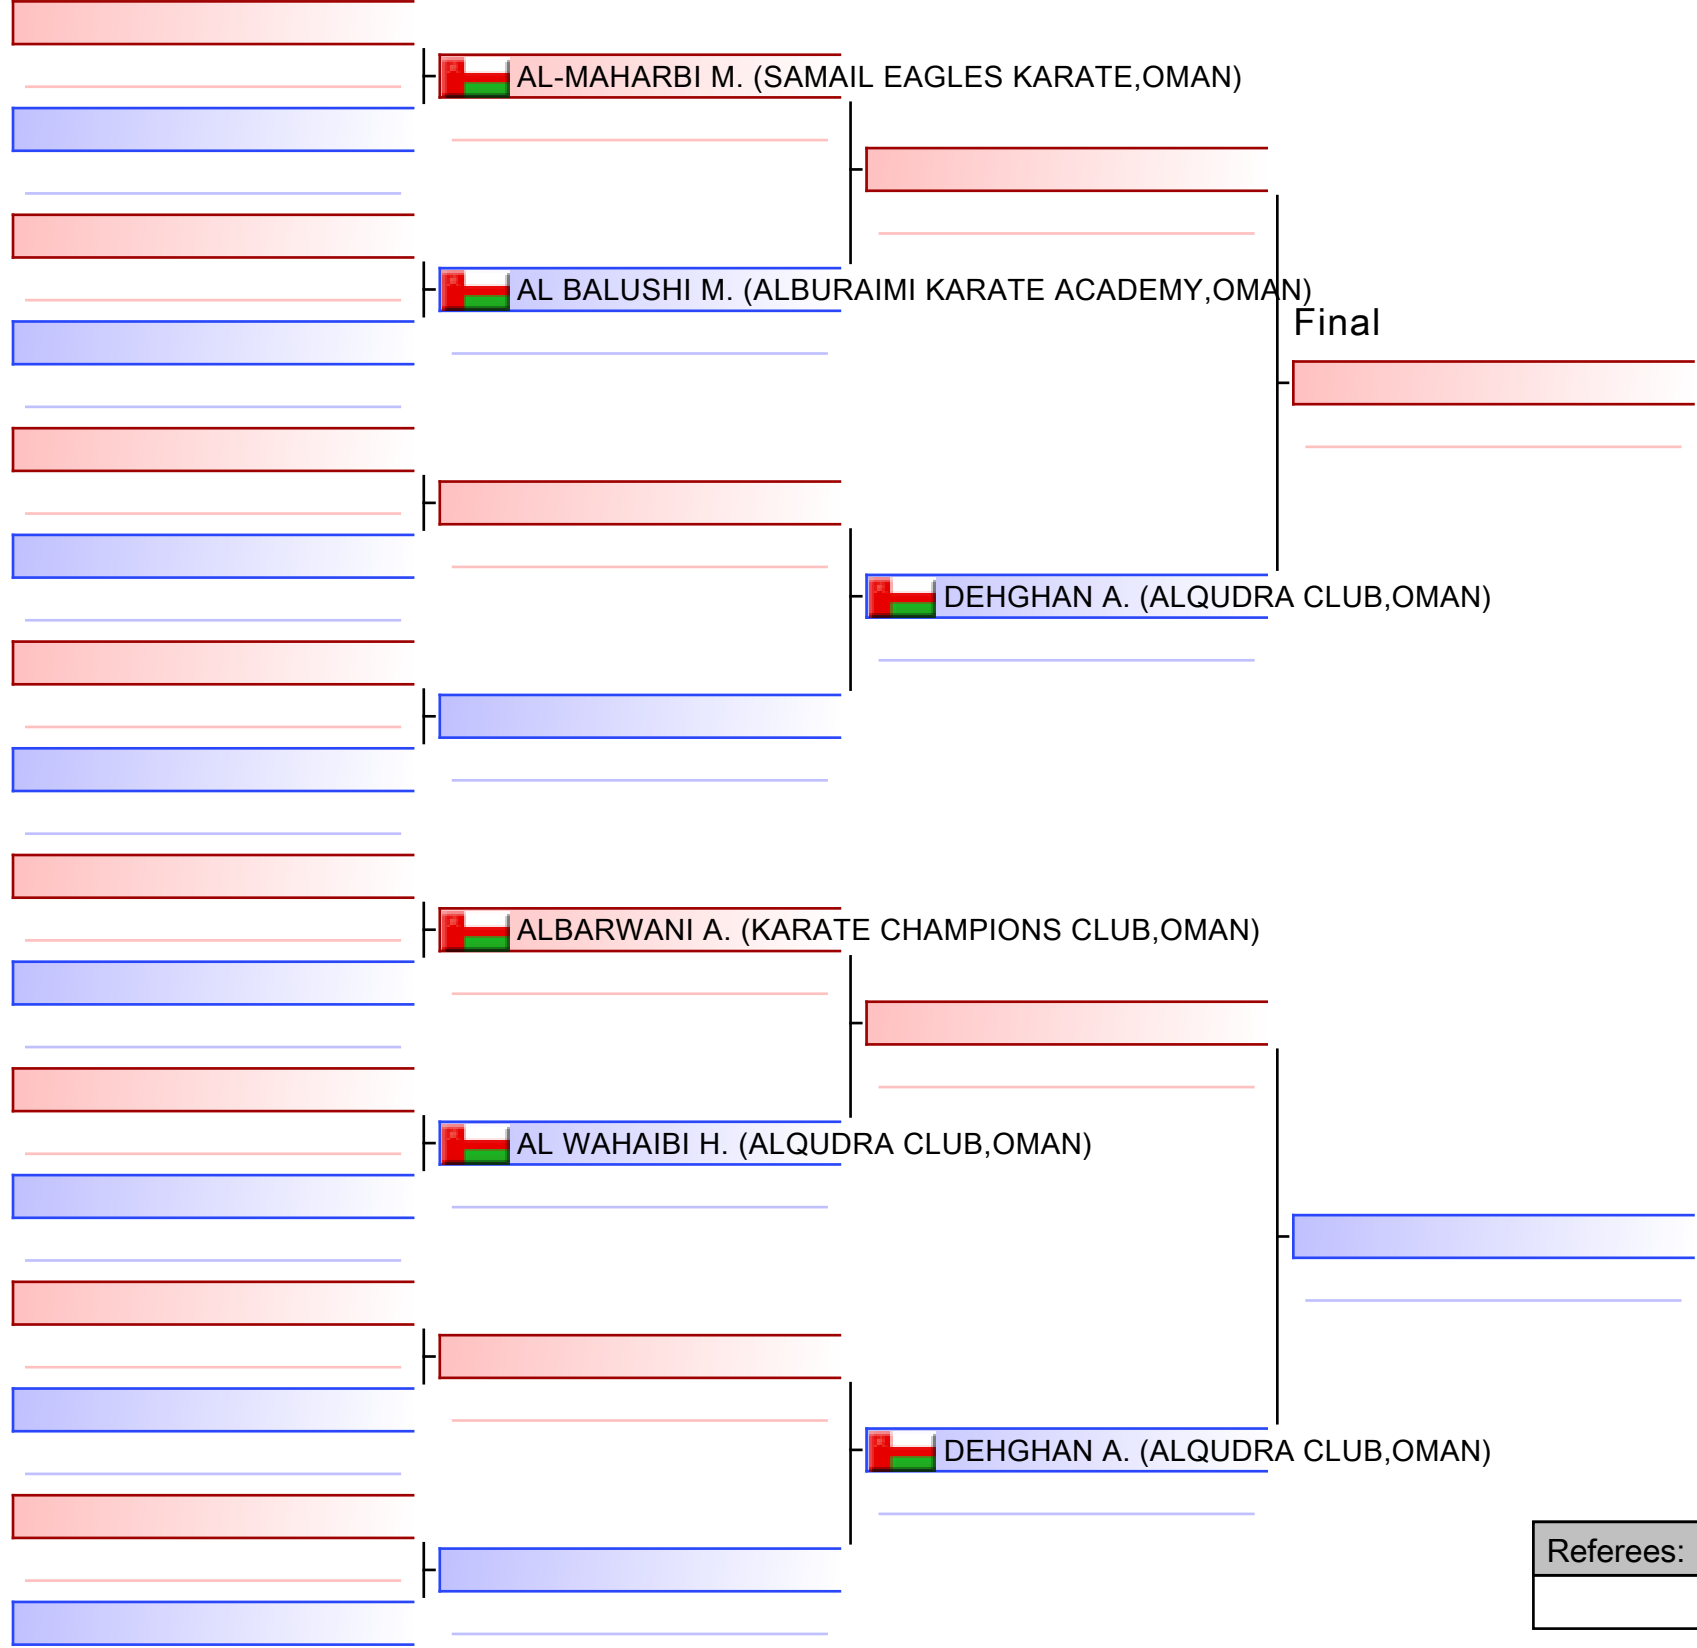 AL-MAHARBI M. (SAMAIL EAGLES KARATE,OMAN)
AL BALUSHI M. (ALBURAIMI KARATE ACADEMY,OMAN)
Final
DEHGHAN A. (ALQUDRA CLUB,OMAN)
ALBARWANI A. (KARATE CHAMPIONS CLUB,OMAN)
AL WAHAIBI H. (ALQUDRA CLUB,OMAN)
DEHGHAN A. (ALQUDRA CLUB,OMAN)
Referees: